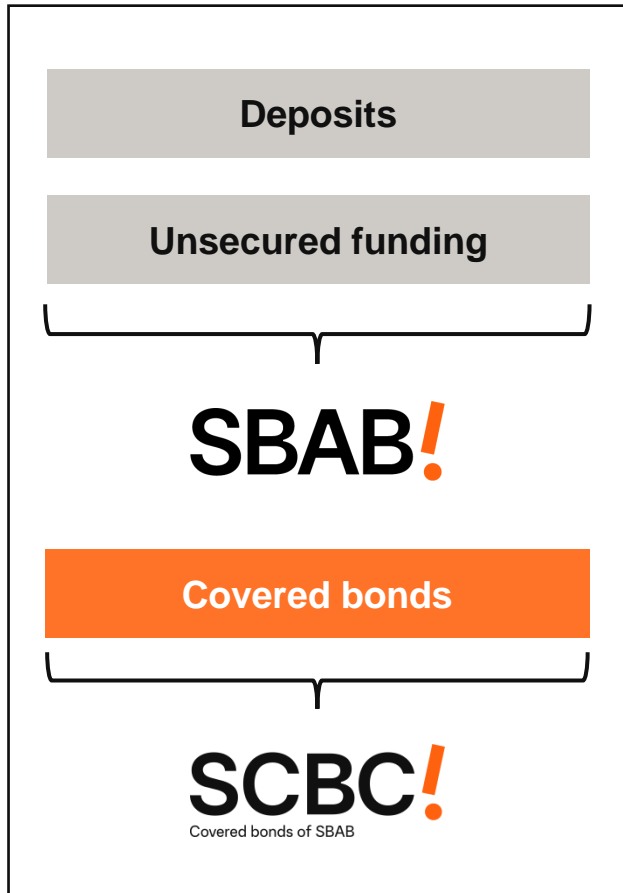 Deposits
Unsecured funding
SBAB!
Covered bonds
SCBC!
Covered bonds of SBAB